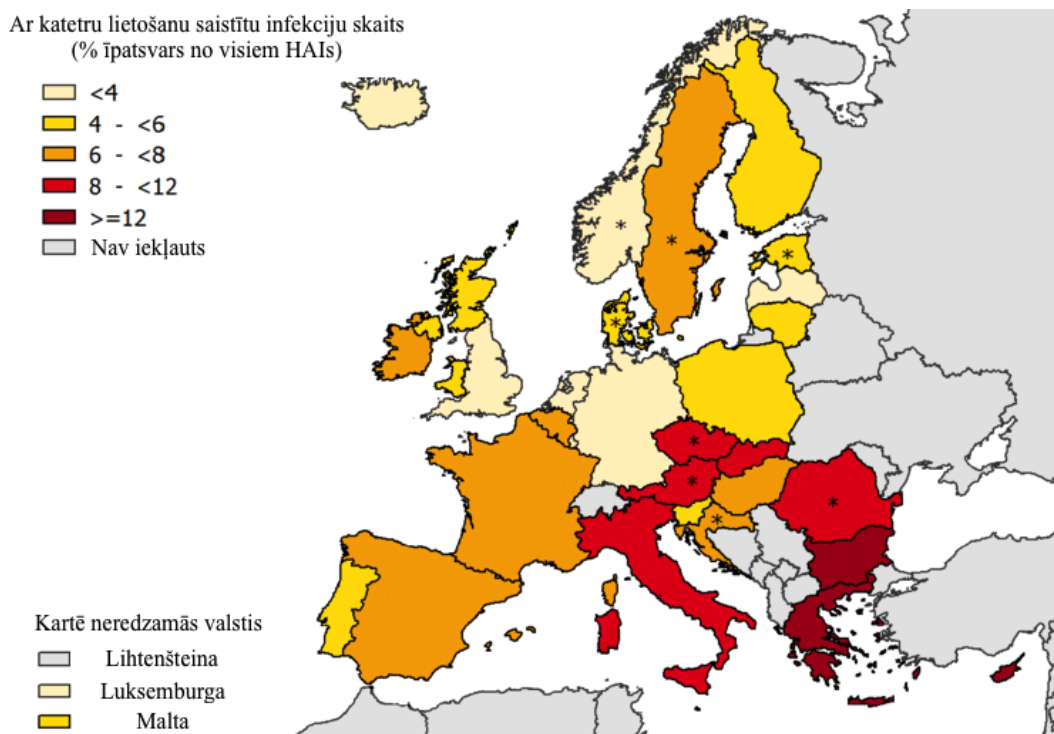 Ar katetru lietošanu saistītu infekciju skaits
(% īpatsvars no visiem HAIs)
<4
4 - <6
6 - <8
8 - <12
>=12
Nav iekļauts
*
*
*
*
*
*
*
*
Kartē neredzamās valstis
Lihtenšteina
Luksemburga
Malta